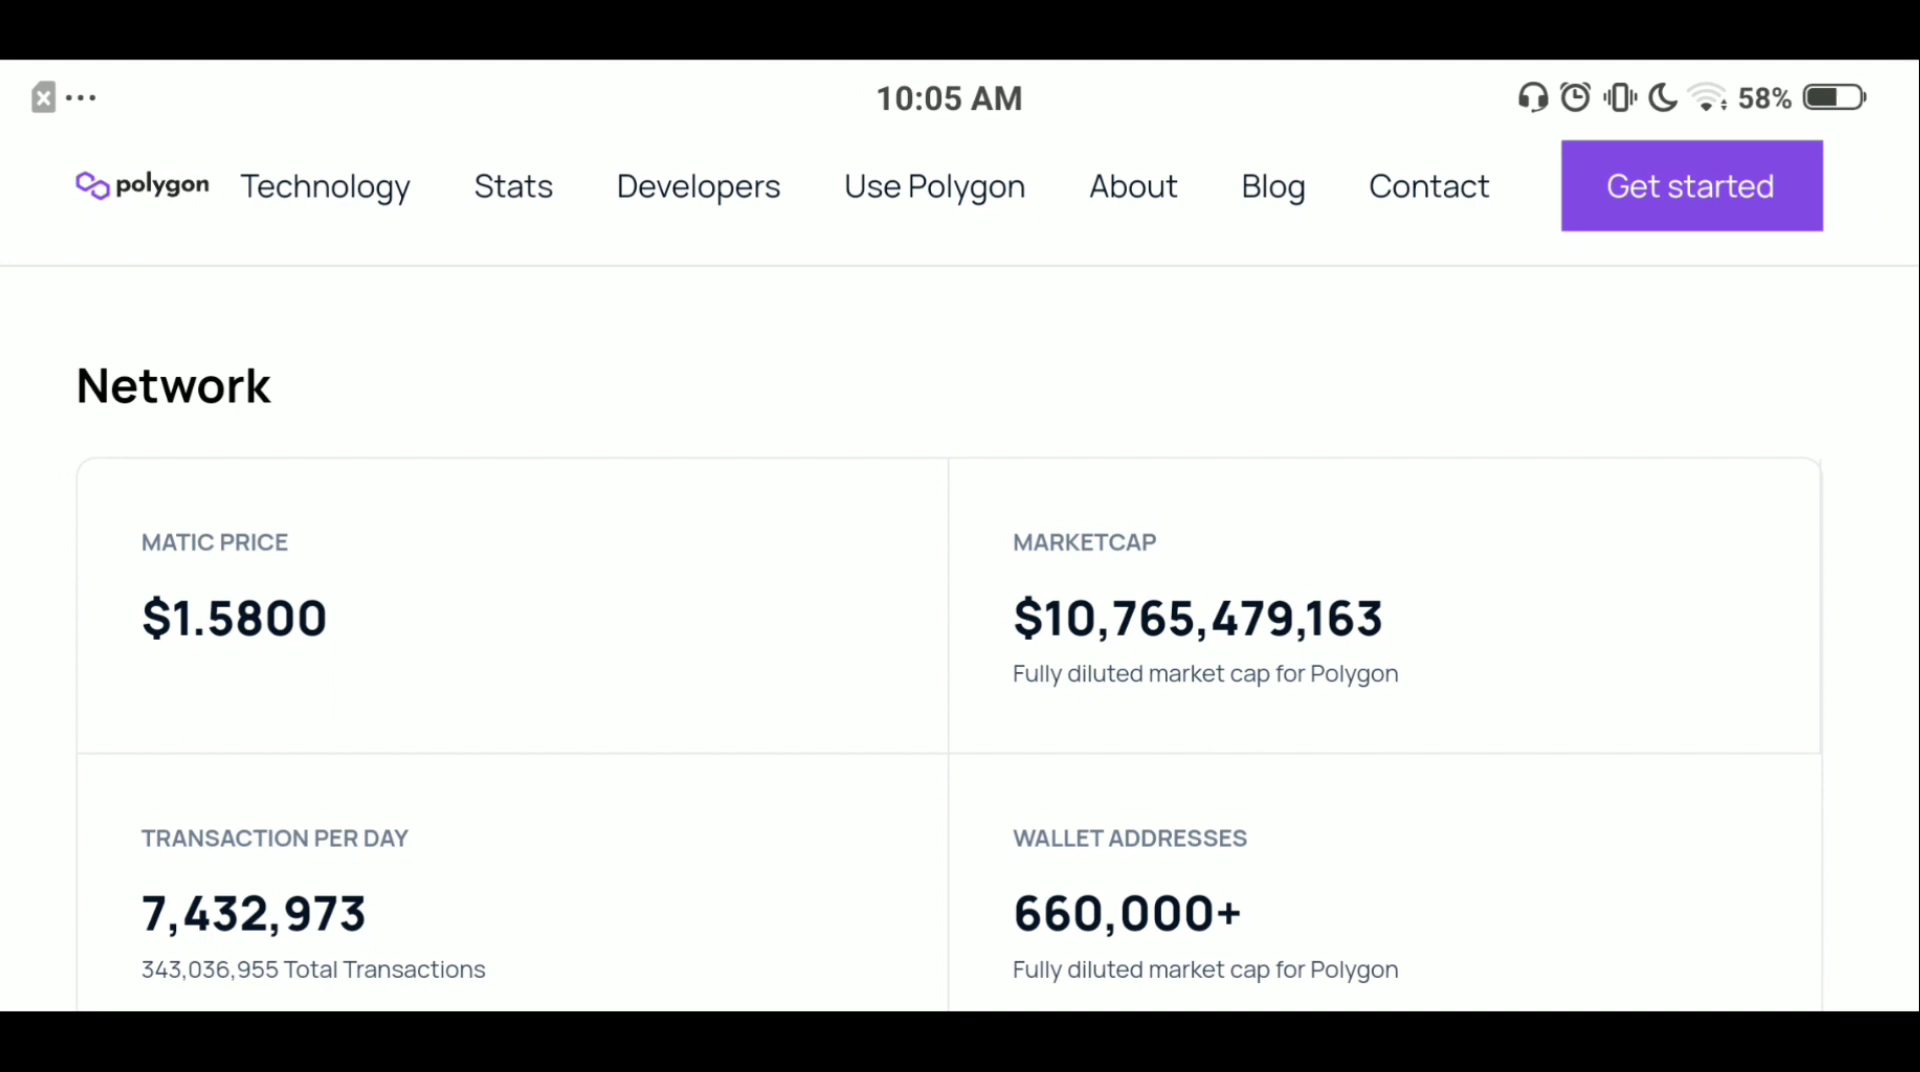 10:05 AM 58%
polygon Technology Stats Developers Use Polygon About Blog Contact Get started
Network
MATIC PRICE
$1.5800
MARKETCAP
$10,765,479,163
Fully diluted market cap for Polygon
TRANSACTION PER DAY
7,432,973
343,036,955 Total Transactions
WALLET ADDRESSES
660,000+
Fully diluted market cap for Polygon